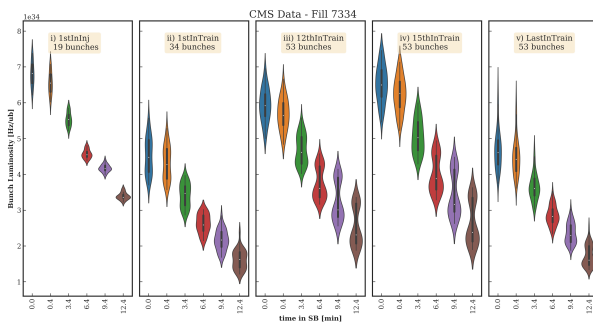 CMS Data - Fill 7334
1e34
i) 1stInInj
19 bunches
ii) 1stInTrain
34 bunches
iii) 12thInTrain
53 bunches
iv) 15thInTrain
53 bunches
v) LastInTrain
53 bunches
Bunch Luminosity [Hz/ub]
8
7
6
5
4
3
2
1
0.0 0.4 3.4 6.4 9.4 12.4
0.0 0.4 3.4 6.4 9.4 12.4
0.0 0.4 3.4 6.4 9.4 12.4
0.0 0.4 3.4 6.4 9.4 12.4
0.0 0.4 3.4 6.4 9.4 12.4
time in SB [min]